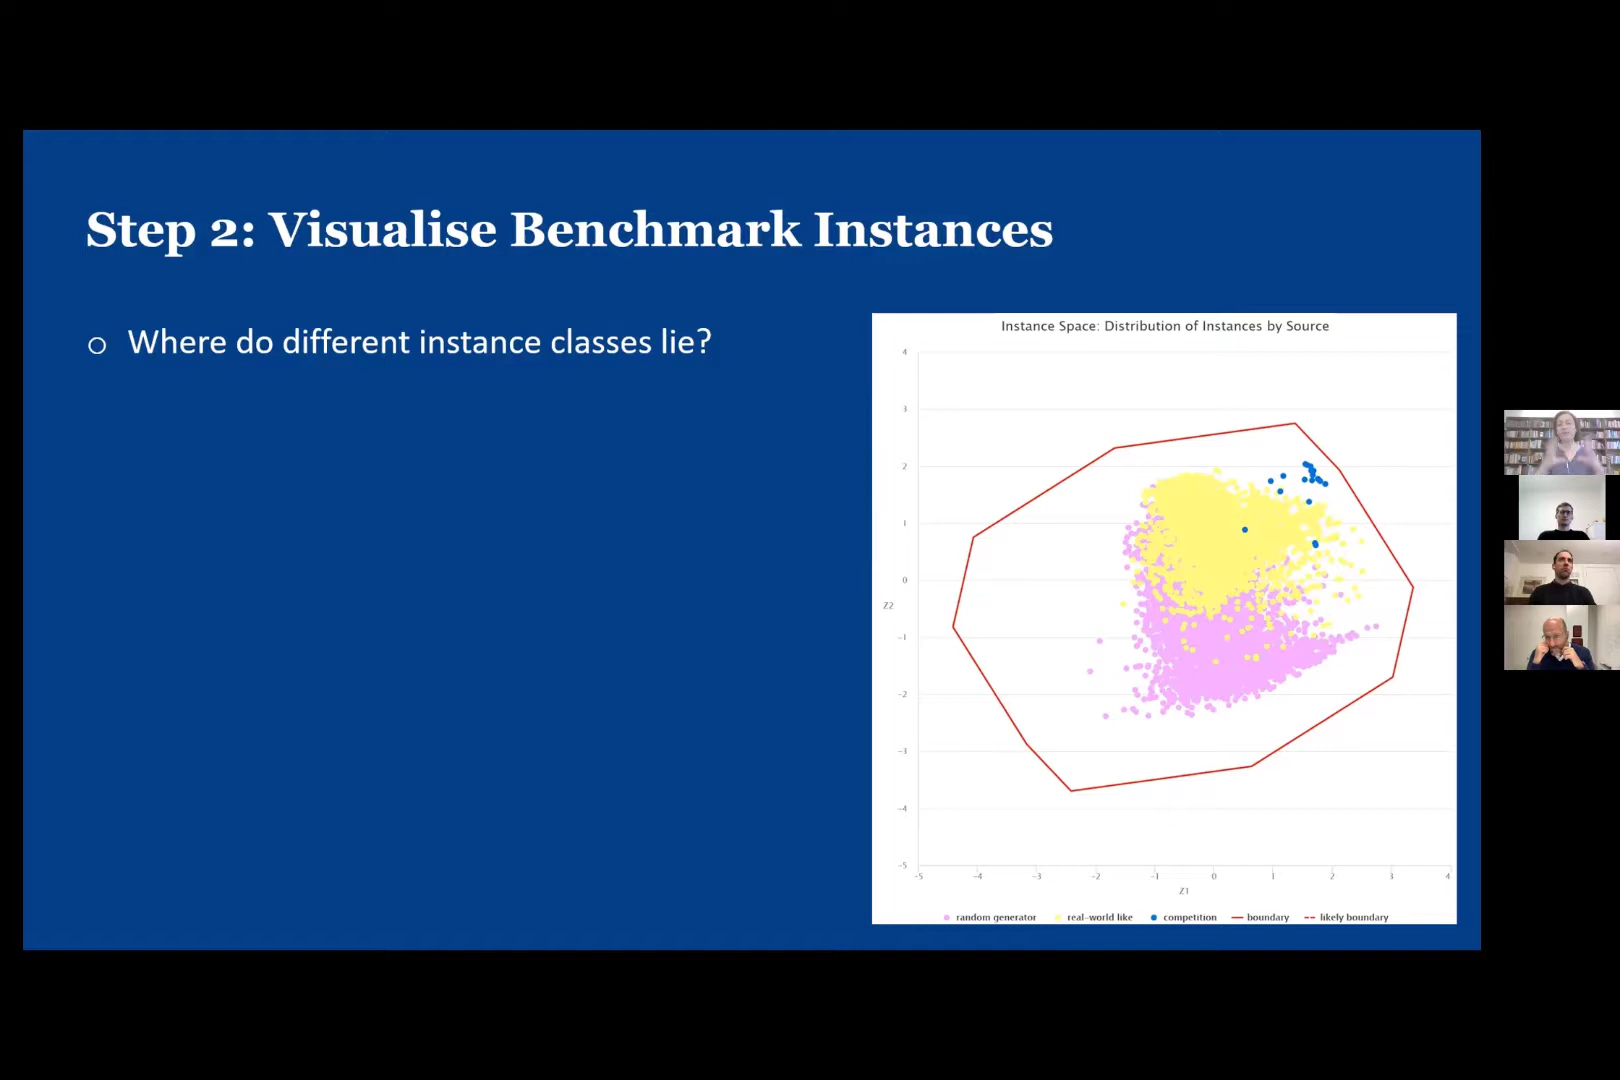 Step 2: Visualise Benchmark Instances
Where do different instance classes lie?
Instance Space: Distribution of Instances by Source
4
3
2
1
0
-1
-2
-3
-4
-5
Z2
-5 -4 -3 -2 -1 0 1 2 3 4
Z1
random generator real-world like competition boundary likely boundary